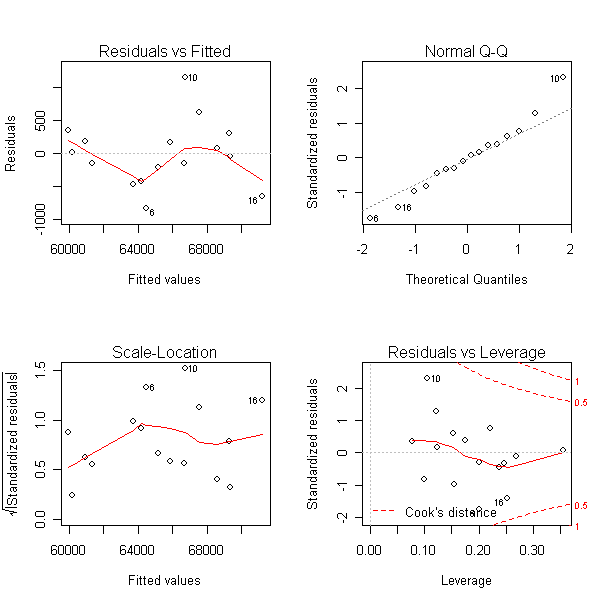 Residuals vs Fitted
Residuals
500
0
-1000
10
6
16
60000 64000 68000
Fitted values
Normal Q-Q
Standardized residuals
2
1
0
-1
10
6
16
-2 -1 0 1 2
Theoretical Quantiles
Scale-Location
√|Standardized residuals|
1.5
1.0
0.5
0.0
10
6
16
60000 64000 68000
Fitted values
Residuals vs Leverage
Standardized residuals
2
1
0
-1
-2
10
16
1
0.5
0.5
1
Cook's distance
0.00 0.10 0.20 0.30
Leverage